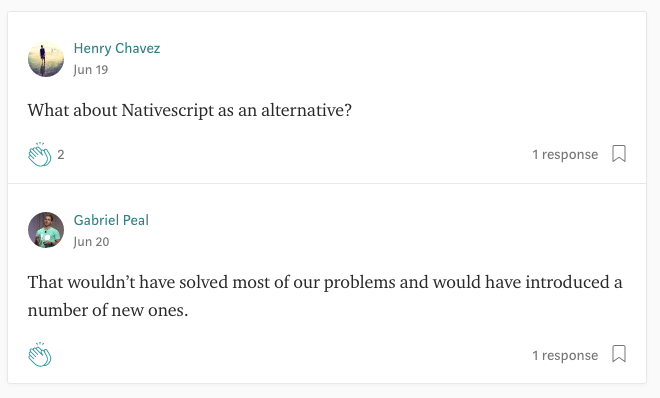 Henry Chavez
Jun 19
What about Nativescript as an alternative?
2
1 response
Gabriel Peal
Jun 20
That wouldn’t have solved most of our problems and would have introduced a
number of new ones.
1 response